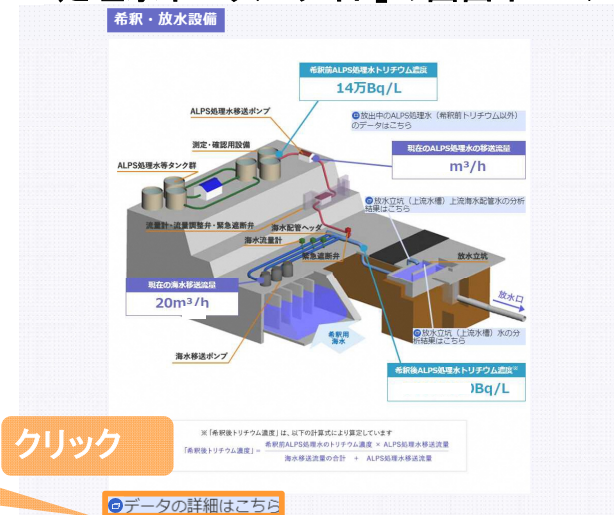 希釈・放水設備
希釈前ALPS処理水トリチウム濃度
14万Bq/L
ALPS処理水移送ポンプ
放出中のALPS処理水（希釈前トリチウム以外）
のデータはこちら
測定・確認用設備
現在のALPS処理水の移送流量
m³/h
ALPS処理水等タンク群
放水立坑（上流水槽）上流海水配管水の分析
結果はこちら
流量計・流量調整弁・緊急遮断弁
海水配管ヘッダ
海水流量計
緊急遮断弁
放水立坑
現在の海水移送流量
20m³/h
放水口
希釈用
海水
放水立坑（上流水槽）水の分
析結果はこちら
海水移送ポンプ
希釈後ALPS処理水トリチウム濃度※
Bq/L
※「希釈後トリチウム濃度」は、以下の計算式により算定しています
「希釈後トリチウム濃度」＝ 希釈前ALPS処理水のトリチウム濃度 × ALPS処理水移送流量
海水移送流量の合計 + ALPS処理水移送流量
クリック
データの詳細はこちら